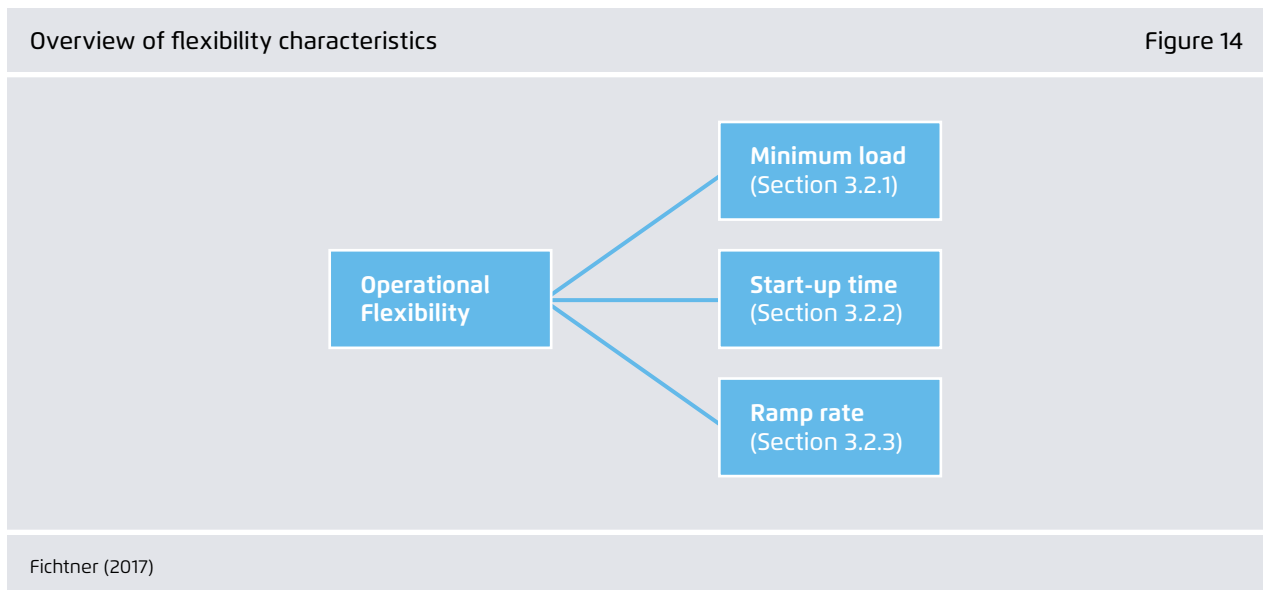 Overview of flexibility characteristics
Figure 14
Minimum load
(Section 3.2.1)
Operational
Flexibility
Start-up time
(Section 3.2.2)
Ramp rate
(Section 3.2.3)
Fichtner (2017)